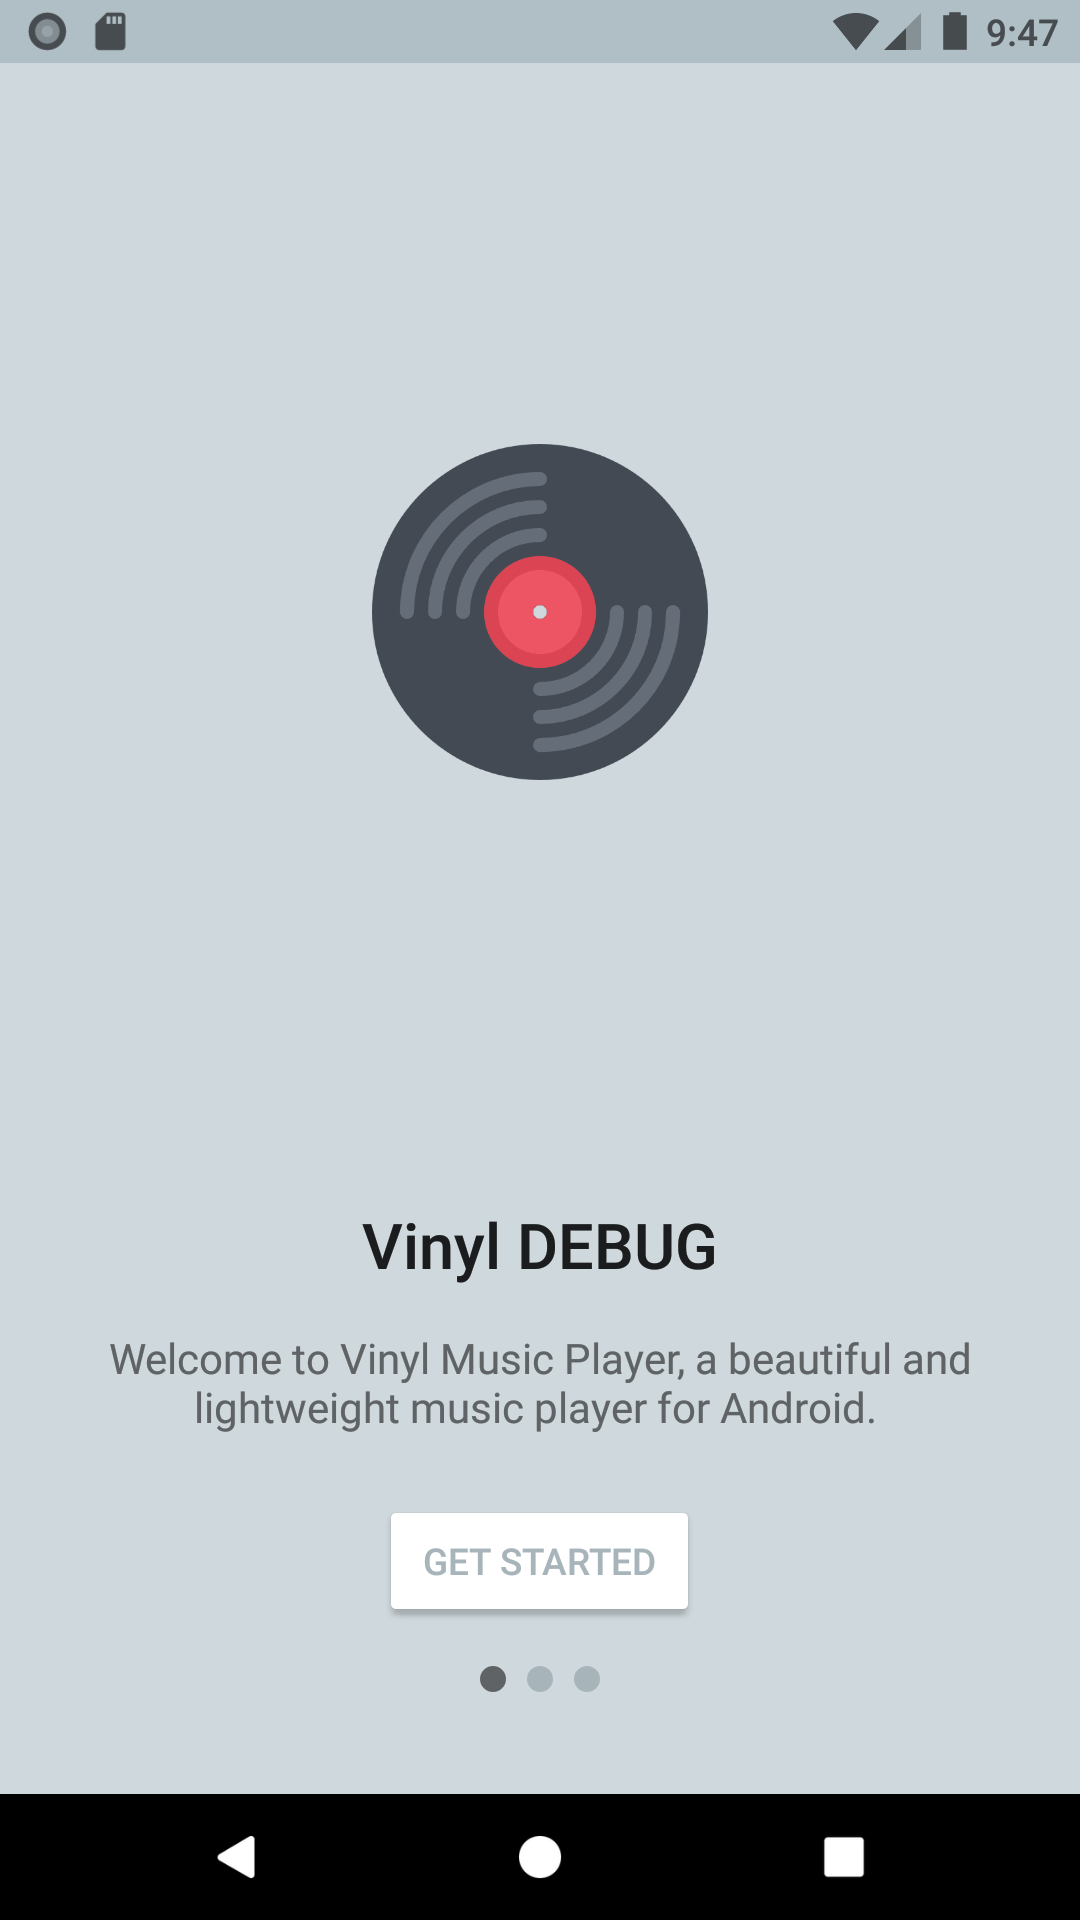 9:47
Vinyl DEBUG
Welcome to Vinyl Music Player, a beautiful and
lightweight music player for Android.
GET STARTED